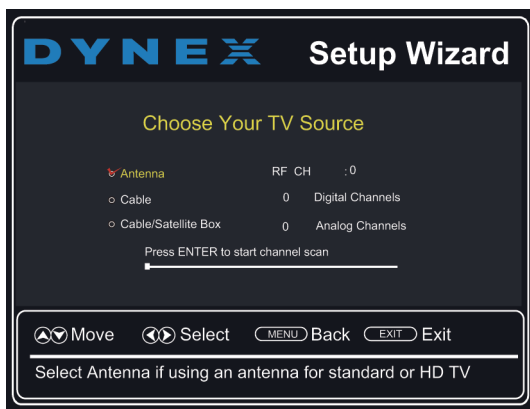 DYNEX Setup Wizard
Choose Your TV Source
Antenna RF CH :0
Cable 0 Digital Channels
Cable/Satellite Box 0 Analog Channels
Press ENTER to start channel scan
Move Select MENU Back EXIT Exit
Select Antenna if using an antenna for standard or HD TV